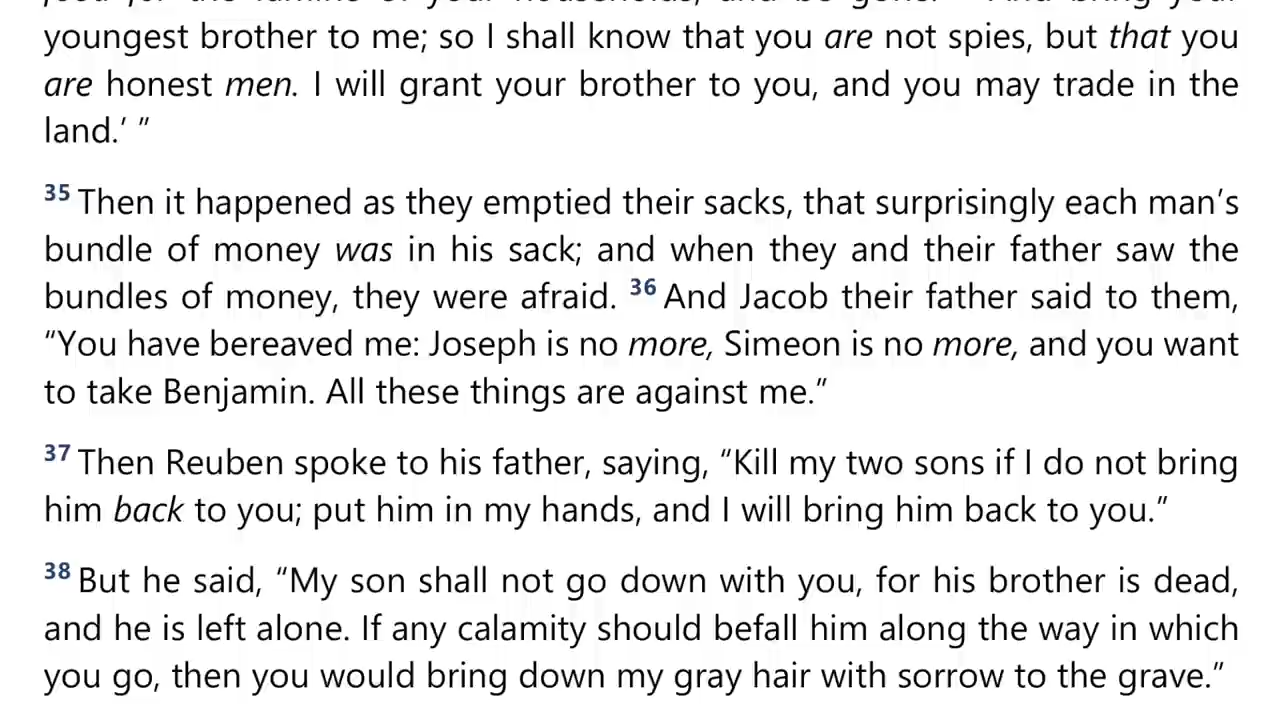 youngest brother to me; so I shall know that you are not spies, but that you
are honest men. I will grant your brother to you, and you may trade in the
land.’ ”
35 Then it happened as they emptied their sacks, that surprisingly each man’s
bundle of money was in his sack; and when they and their father saw the
bundles of money, they were afraid. 36 And Jacob their father said to them,
“You have bereaved me: Joseph is no more, Simeon is no more, and you want
to take Benjamin. All these things are against me.”
37 Then Reuben spoke to his father, saying, “Kill my two sons if I do not bring
him back to you; put him in my hands, and I will bring him back to you.”
38 But he said, “My son shall not go down with you, for his brother is dead,
and he is left alone. If any calamity should befall him along the way in which
you go, then you would bring down my gray hair with sorrow to the grave.”